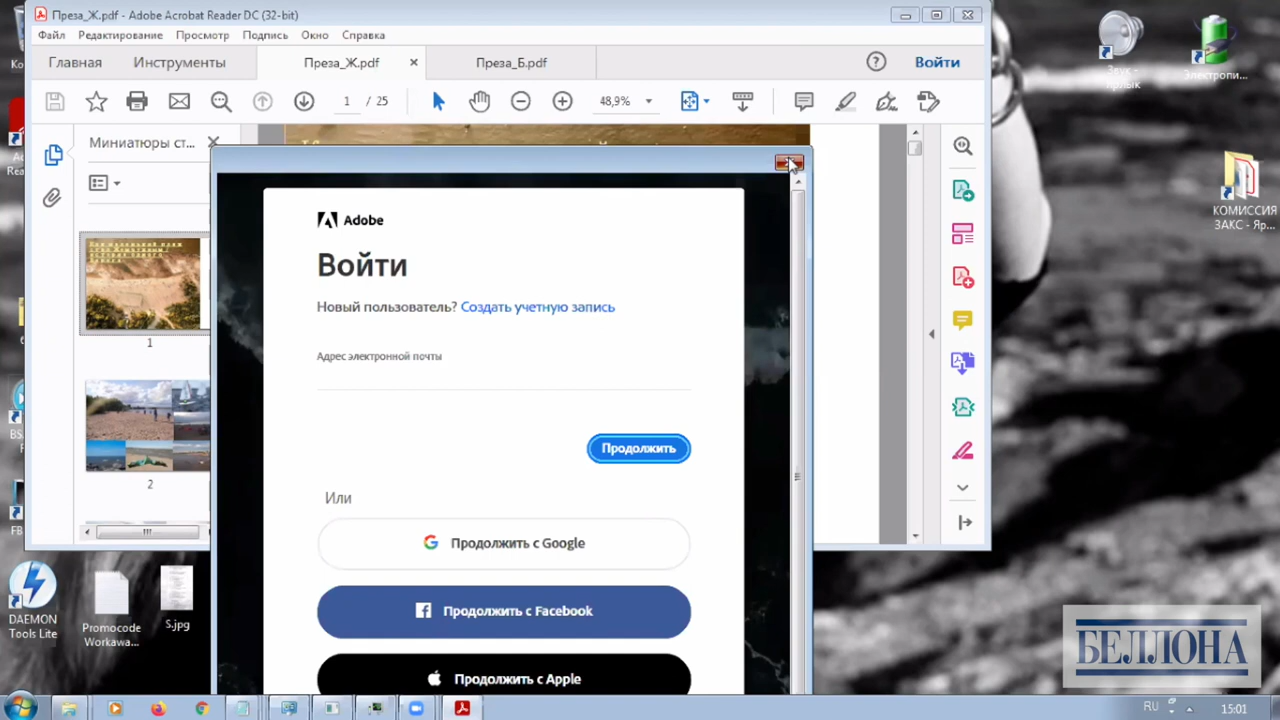 Преза_Ж.pdf - Adobe Acrobat Reader DC (32-bit)
Файл Редактирование Просмотр Подпись Окно Справка
Главная Инструменты Преза_Ж.pdf Преза_Б.pdf Войти
1 / 25 48,9%
Миниатюры ст...
1
2
Adobe
Войти
Новый пользователь? Создать учетную запись
Адрес электронной почты
Продолжить
Или
Продолжить с Google
Продолжить с Facebook
Продолжить с Apple
Звук -
ярлык
Электропи...
КОМИССИЯ
ЗАКС - Яр...
DAEMON
Tools Lite
Promocode
Workawa...
S.jpg
БЕЛЛОНА
RU
15:01